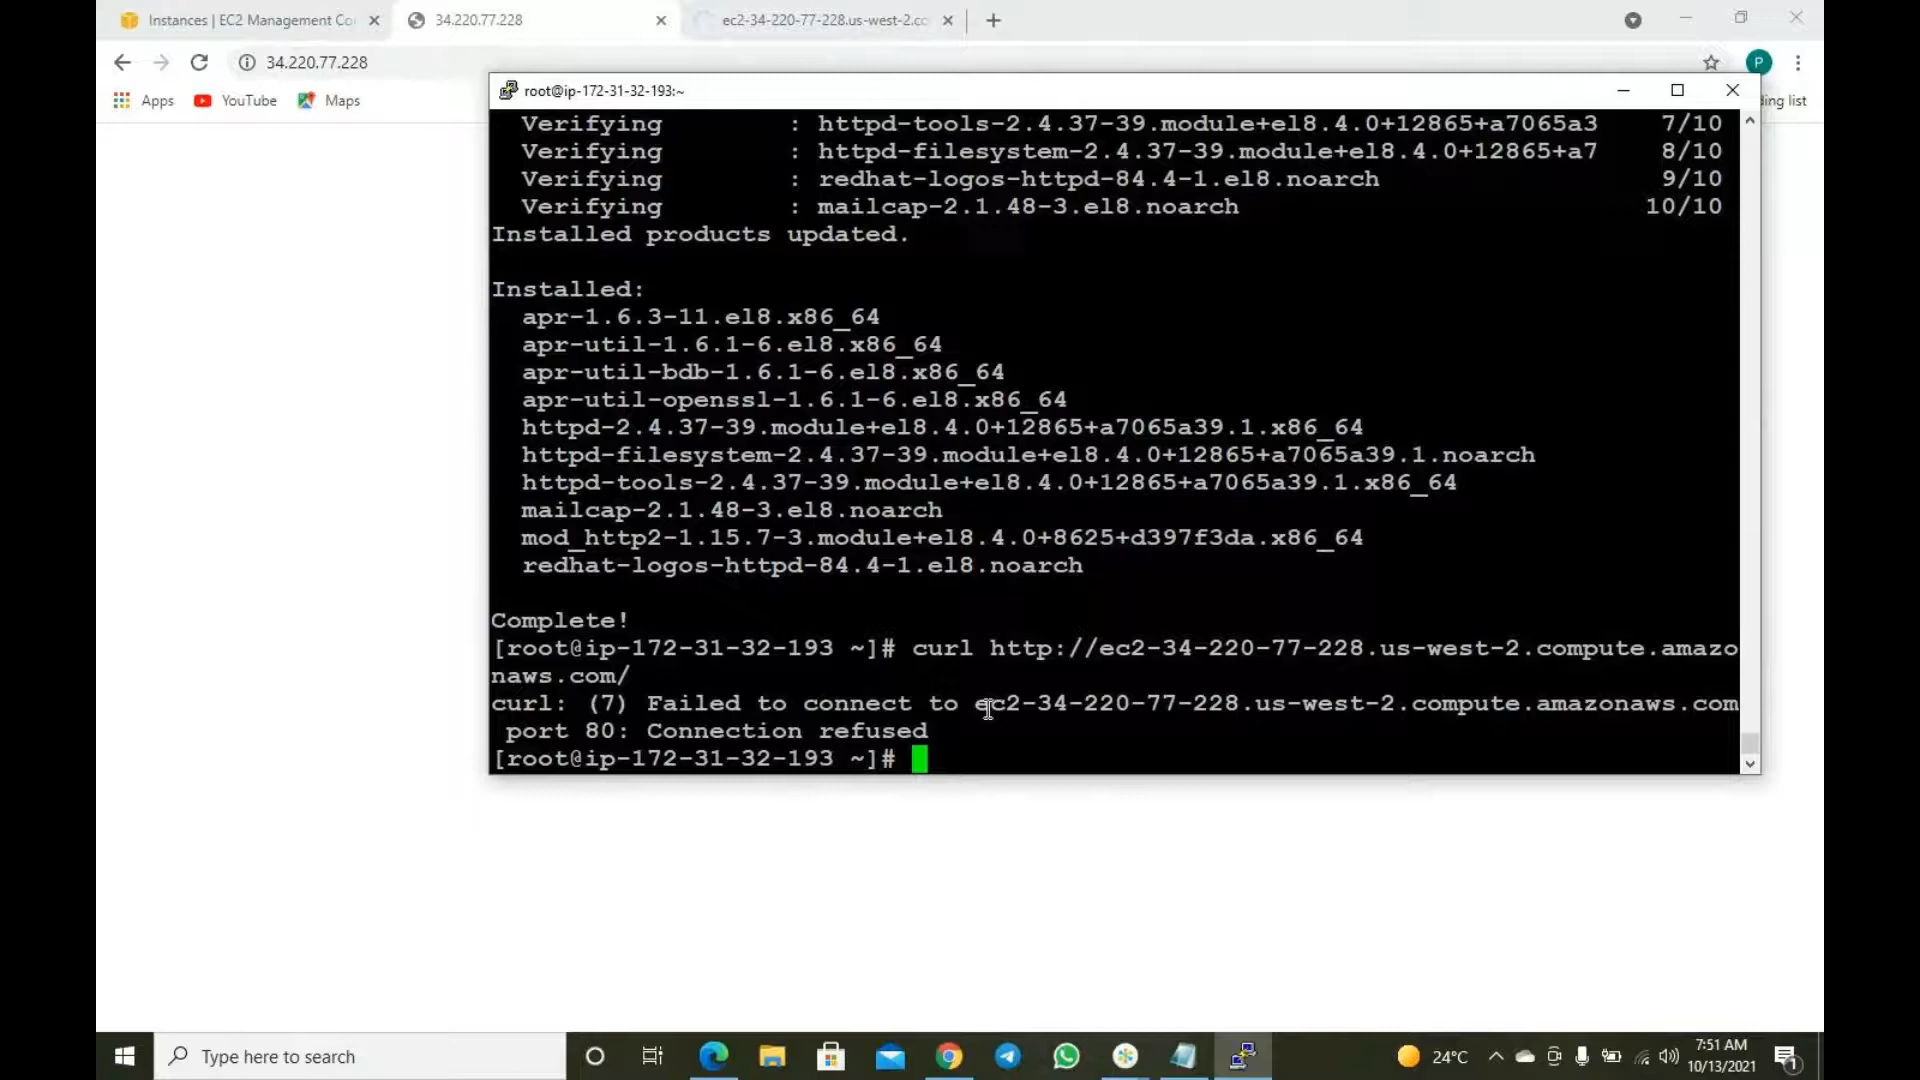 Instances | EC2 Management Co
34.220.77.228
ec2-34-220-77-228.us-west-2.co
34.220.77.228
P
Apps
YouTube
Maps
ding list
root@ip-172-31-32-193:~
Verifying : httpd-tools-2.4.37-39.module+el8.4.0+12865+a7065a3 7/10
Verifying : httpd-filesystem-2.4.37-39.module+el8.4.0+12865+a7 8/10
Verifying : redhat-logos-httpd-84.4-1.el8.noarch 9/10
Verifying : mailcap-2.1.48-3.el8.noarch 10/10
Installed products updated.
Installed:
apr-1.6.3-11.el8.x86_64
apr-util-1.6.1-6.el8.x86_64
apr-util-bdb-1.6.1-6.el8.x86_64
apr-util-openssl-1.6.1-6.el8.x86_64
httpd-2.4.37-39.module+el8.4.0+12865+a7065a39.1.x86_64
httpd-filesystem-2.4.37-39.module+el8.4.0+12865+a7065a39.1.noarch
httpd-tools-2.4.37-39.module+el8.4.0+12865+a7065a39.1.x86_64
mailcap-2.1.48-3.el8.noarch
mod_http2-1.15.7-3.module+el8.4.0+8625+d397f3da.x86_64
redhat-logos-httpd-84.4-1.el8.noarch
Complete!
[root@ip-172-31-32-193 ~]# curl http://ec2-34-220-77-228.us-west-2.compute.amazo
naws.com/
curl: (7) Failed to connect to ec2-34-220-77-228.us-west-2.compute.amazonaws.com
port 80: Connection refused
[root@ip-172-31-32-193 ~]#
Type here to search
24°C
7:51 AM
10/13/2021
1